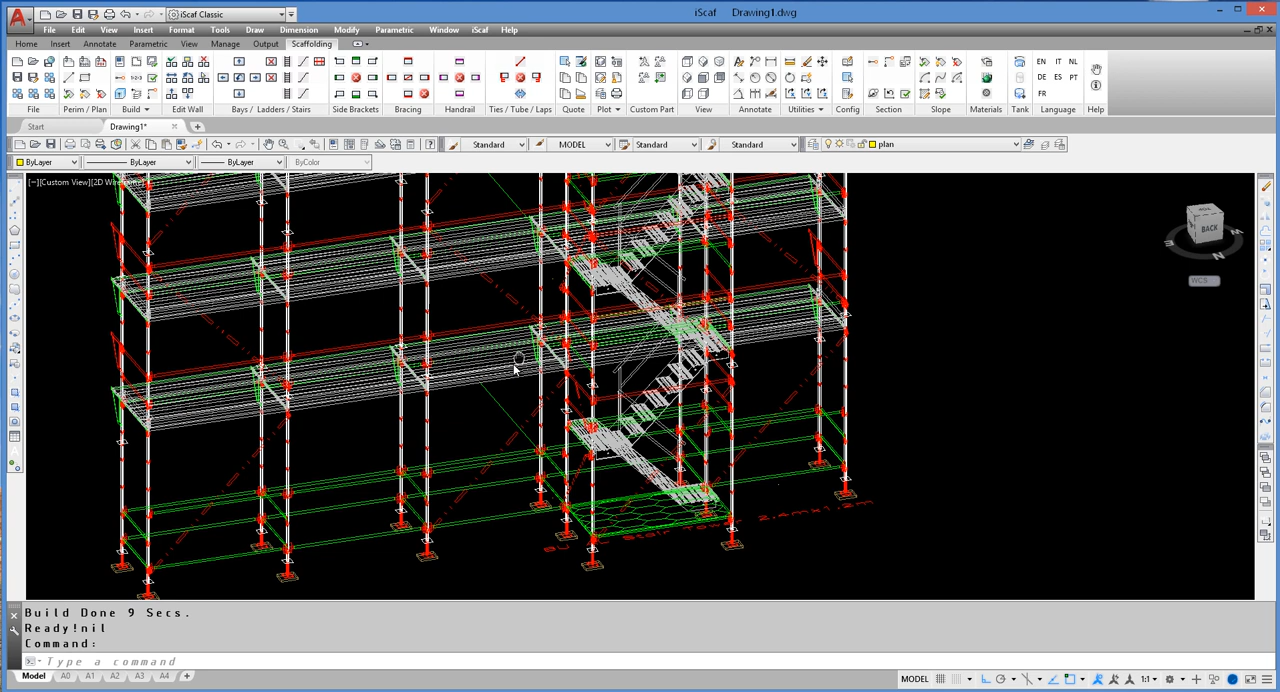 iScaf Classic
iScaf Drawing1.dwg
File Edit View Insert Format Tools Draw Dimension Modify Parametric Window iScaf Help
Home Insert Annotate Parametric View Manage Output Scaffolding
EN IT NL
DE ES PT
FR
File Perim / Plan Build Edit Wall Bays / Ladders / Stairs Side Brackets Bracing Handrail Ties / Tube / Laps Quote Plot Custom Part View Annotate Utilities Config Section Slope Materials Tank Language Help
Start Drawing1*
Standard MODEL Standard Standard plan
ByLayer ByLayer ByLayer ByColor
[−][Custom View][2D Wireframe]
BACK
N
WCS
Stair Tower 2.4mx1.2m
Build Done 9 Secs.
Ready!nil
Command:
Type a command
Model A0 A1 A2 A3 A4
MODEL 1:1